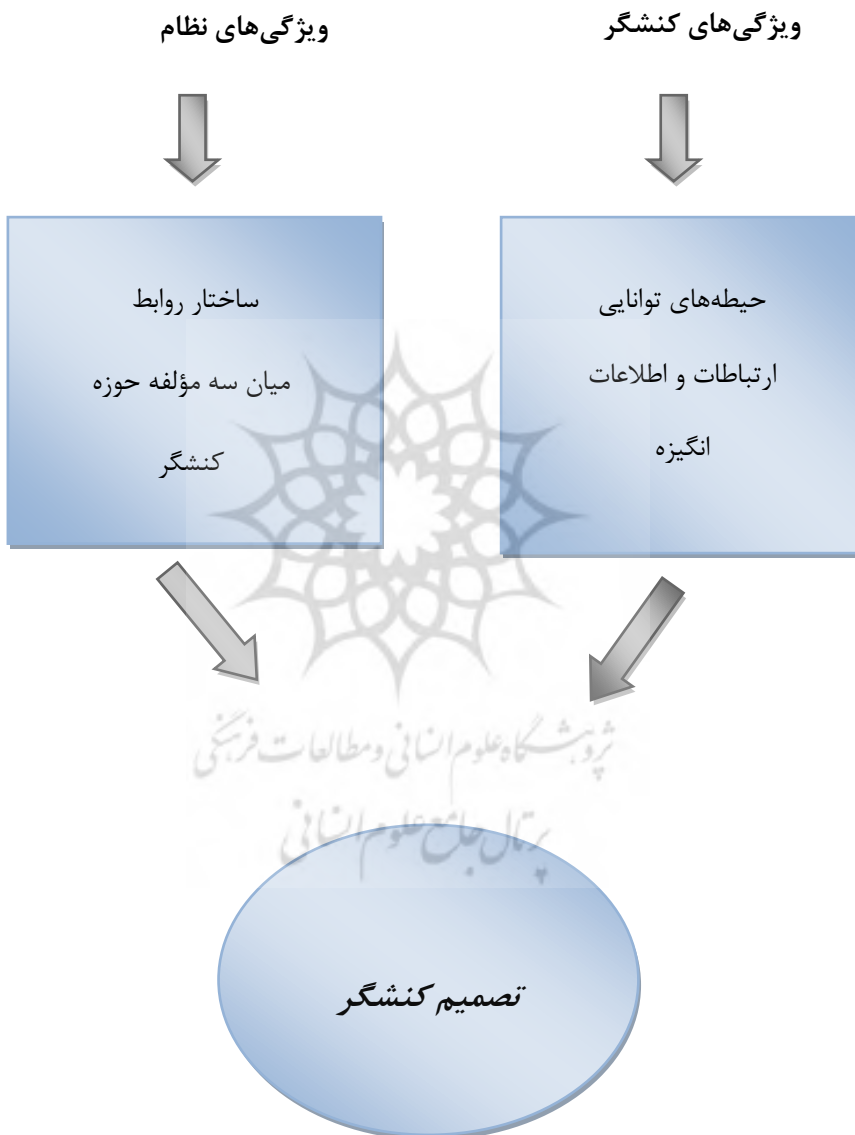 ویژگی‌های کنشگر
ویژگی‌های نظام
حیطه‌های توانایی
ارتباطات و اطلاعات
انگیزه
ساختار روابط
میان سه مؤلفه حوزه
کنشگر
پژوهشگاه علوم انسانی و مطالعات فرهنگی
پرتال جامع علوم انسانی
تصمیم کنشگر